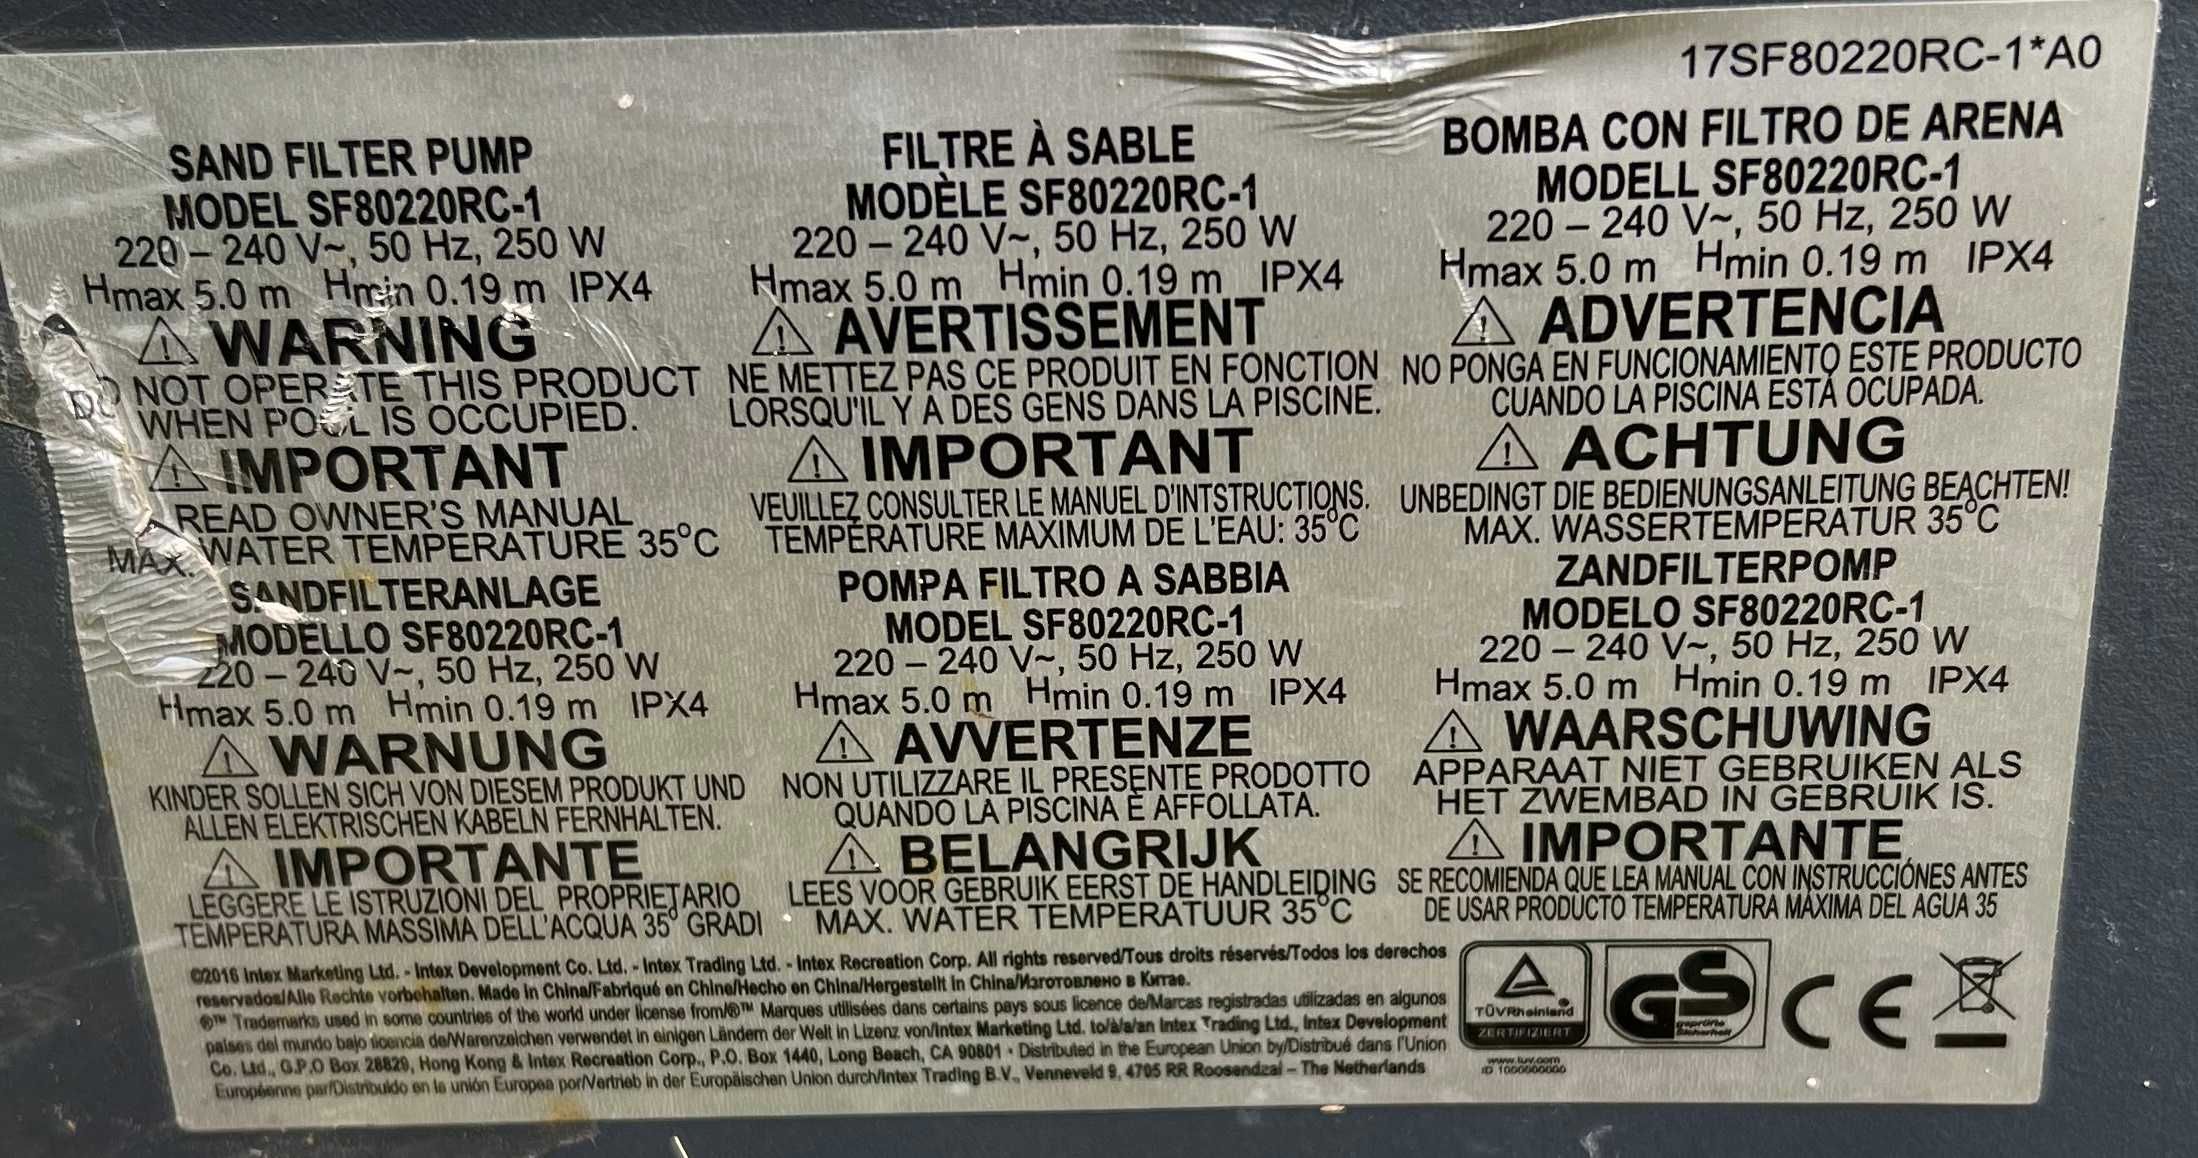 17SF80220RC-1*A0
SAND FILTER PUMP
MODEL SF80220RC-1
220 – 240 V~, 50 Hz, 250 W
Hmax 5.0 m Hmin 0.19 m IPX4
⚠ WARNING
DO NOT OPERATE THIS PRODUCT
WHEN POOL IS OCCUPIED.
⚠ IMPORTANT
READ OWNER'S MANUAL
MAX. WATER TEMPERATURE 35°C
FILTRE À SABLE
MODÈLE SF80220RC-1
220 – 240 V~, 50 Hz, 250 W
Hmax 5.0 m Hmin 0.19 m IPX4
⚠ AVERTISSEMENT
NE METTEZ PAS CE PRODUIT EN FONCTION
LORSQU'IL Y A DES GENS DANS LA PISCINE.
⚠ IMPORTANT
VEUILLEZ CONSULTER LE MANUEL D'INTSTRUCTIONS.
TEMPÉRATURE MAXIMUM DE L'EAU: 35°C
BOMBA CON FILTRO DE ARENA
MODELL SF80220RC-1
220 – 240 V~, 50 Hz, 250 W
Hmax 5.0 m Hmin 0.19 m IPX4
⚠ ADVERTENCIA
NO PONGA EN FUNCIONAMIENTO ESTE PRODUCTO
CUANDO LA PISCINA ESTÁ OCUPADA.
⚠ ACHTUNG
UNBEDINGT DIE BEDIENUNGSANLEITUNG BEACHTEN!
MAX. WASSERTEMPERATUR 35°C
SANDFILTERANLAGE
MODELLO SF80220RC-1
220 – 240 V~, 50 Hz, 250 W
Hmax 5.0 m Hmin 0.19 m IPX4
⚠ WARNUNG
KINDER SOLLEN SICH VON DIESEM PRODUKT UND
ALLEN ELEKTRISCHEN KABELN FERNHALTEN.
⚠ IMPORTANTE
LEGGERE LE ISTRUZIONI DEL PROPRIETARIO
TEMPERATURA MASSIMA DELL'ACQUA 35° GRADI
POMPA FILTRO A SABBIA
MODEL SF80220RC-1
220 – 240 V~, 50 Hz, 250 W
Hmax 5.0 m Hmin 0.19 m IPX4
⚠ AVVERTENZE
NON UTILIZZARE IL PRESENTE PRODOTTO
QUANDO LA PISCINA È AFFOLLATA.
⚠ BELANGRIJK
LEES VOOR GEBRUIK EERST DE HANDLEIDING
MAX. WATER TEMPERATUUR 35°C
ZANDFILTERPOMP
MODELO SF80220RC-1
220 – 240 V~, 50 Hz, 250 W
Hmax 5.0 m Hmin 0.19 m IPX4
⚠ WAARSCHUWING
APPARAAT NIET GEBRUIKEN ALS
HET ZWEMBAD IN GEBRUIK IS.
⚠ IMPORTANTE
SE RECOMIENDA QUE LEA MANUAL CON INSTRUCCIÓNES ANTES
DE USAR PRODUCTO TEMPERATURA MÁXIMA DEL AGUA 35
©2016 Intex Marketing Ltd. - Intex Development Co. Ltd. - Intex Trading Ltd. - Intex Recreation Corp. All rights reserved/Tous droits réservés/Todos los derechos
reservados/Alle Rechte vorbehalten. Made in China/Fabriqué en Chine/Hecho en China/Hergestellt in China/Изготовлено в Китае.
®™ Trademarks used in some countries of the world under license from/®™ Marques utilisées dans certains pays sous licence de/Marcas registradas utilizadas en algunos
países del mundo bajo licencia de/Warenzeichen verwendet in einigen Ländern der Welt in Lizenz von/Intex Marketing Ltd. to/à/a/an Intex Trading Ltd., Intex Development
Co. Ltd., G.P.O Box 28829, Hong Kong & Intex Recreation Corp., P.O. Box 1440, Long Beach, CA 90801 • Distributed in the European Union by/Distribué dans l'Union
Européenne par/Distribuido en la unión Europea por/Vertrieb in der Europäischen Union durch/Intex Trading B.V., Venneveld 9, 4705 RR Roosendaal – The Netherlands
TÜVRheinland
ZERTIFIZIERT
www.tuv.com
ID 1000000000
GS
geprüfte
Sicherheit
CE